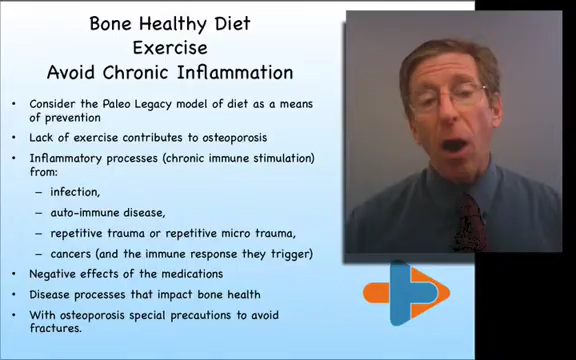 Bone Healthy Diet
Exercise
Avoid Chronic Inflammation
• Consider the Paleo Legacy model of diet as a means
of prevention
• Lack of exercise contributes to osteoporosis
• Inflammatory processes (chronic immune stimulation)
from:
– infection,
– auto-immune disease,
– repetitive trauma or repetitive micro trauma,
– cancers (and the immune response they trigger)
• Negative effects of the medications
• Disease processes that impact bone health
• With osteoporosis special precautions to avoid
fractures.